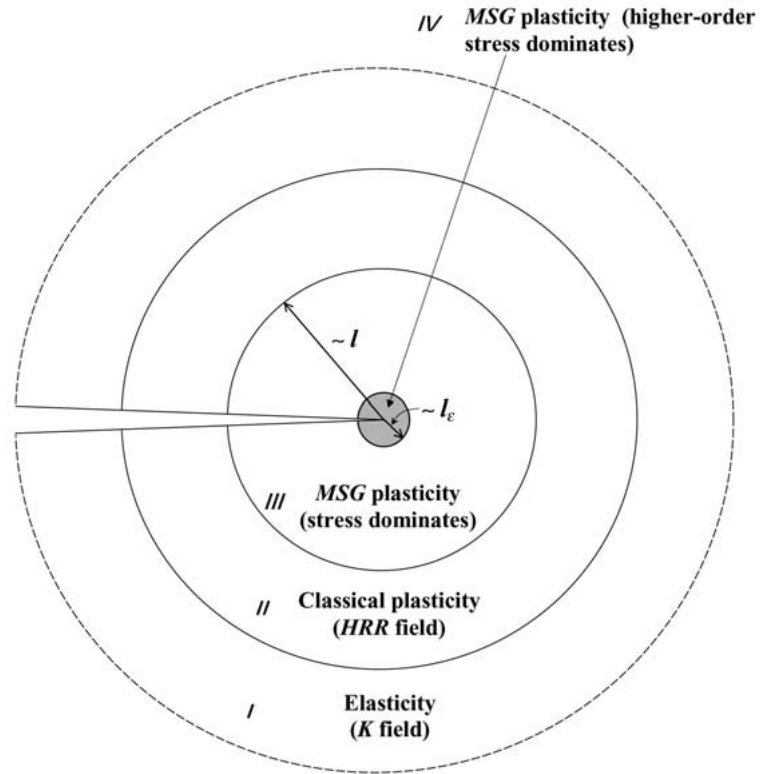 IV MSG plasticity (higher-order
stress dominates)
~ l
~ lε
III MSG plasticity
(stress dominates)
II Classical plasticity
(HRR field)
I Elasticity
(K field)